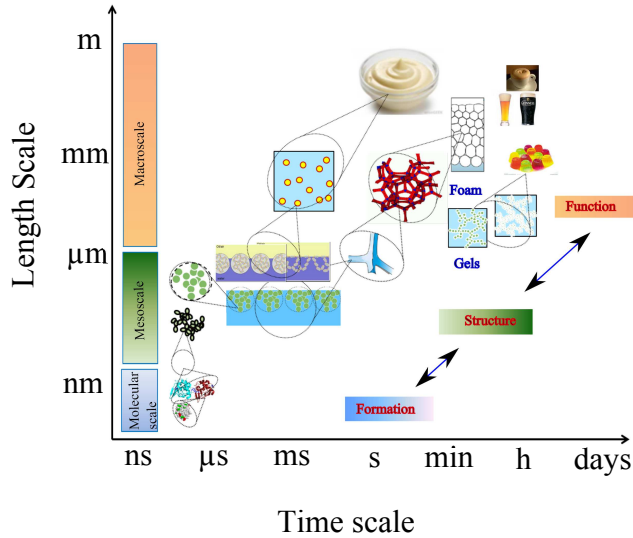 Length Scale
m
mm
μm
nm
Macroscale
Mesoscale
Molecular
scale
Foam
Gels
GUINNESS
Function
Structure
Formation
ns
μs
ms
s
min
h
days
Time scale